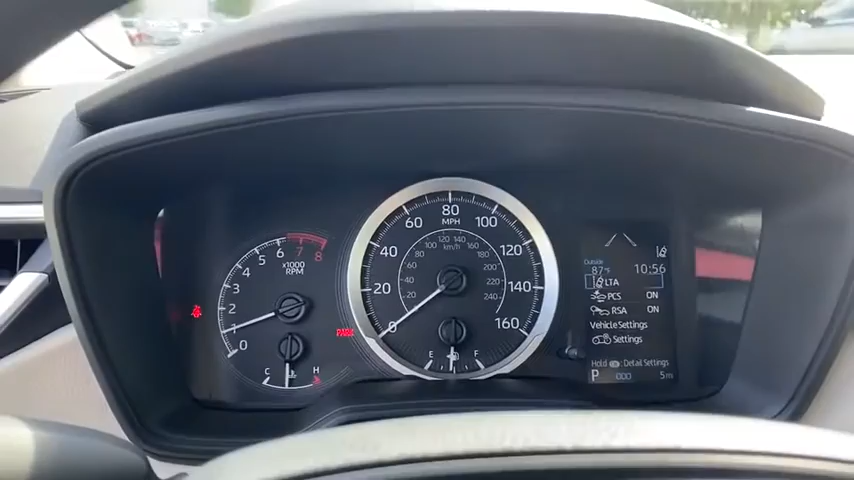 0 1 2 3 4 5 6 7 8
x1000
RPM
C H
PARK
0 20 40 60 80 100 120 140 160
MPH
20 40 60 80 100 120 140 160 180 200 220 240
km/h
E F
Outside
87°F
10:56
LTA
PCS ON
RSA ON
Vehicle Settings
Settings
Hold OK : Detail Settings
P
5 m